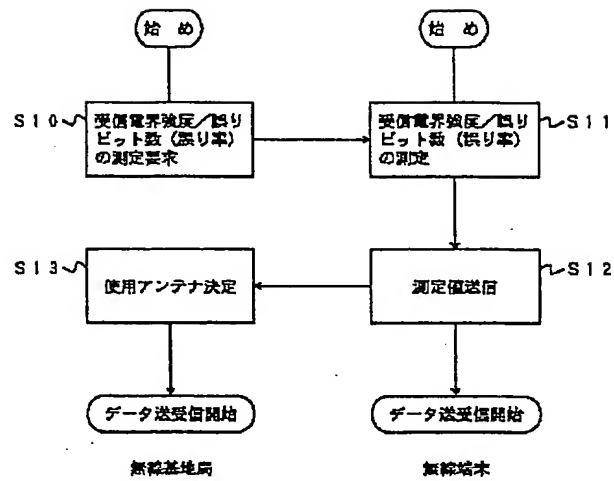 始め
始め
S10
受信電界強度/誤り
ビット数(誤り率)
の測定要求
受信電界強度/誤り
ビット数(誤り率)
の測定
S11
S13
使用アンテナ決定
測定値送信
S12
データ送受信開始
データ送受信開始
無線基地局
無線端末